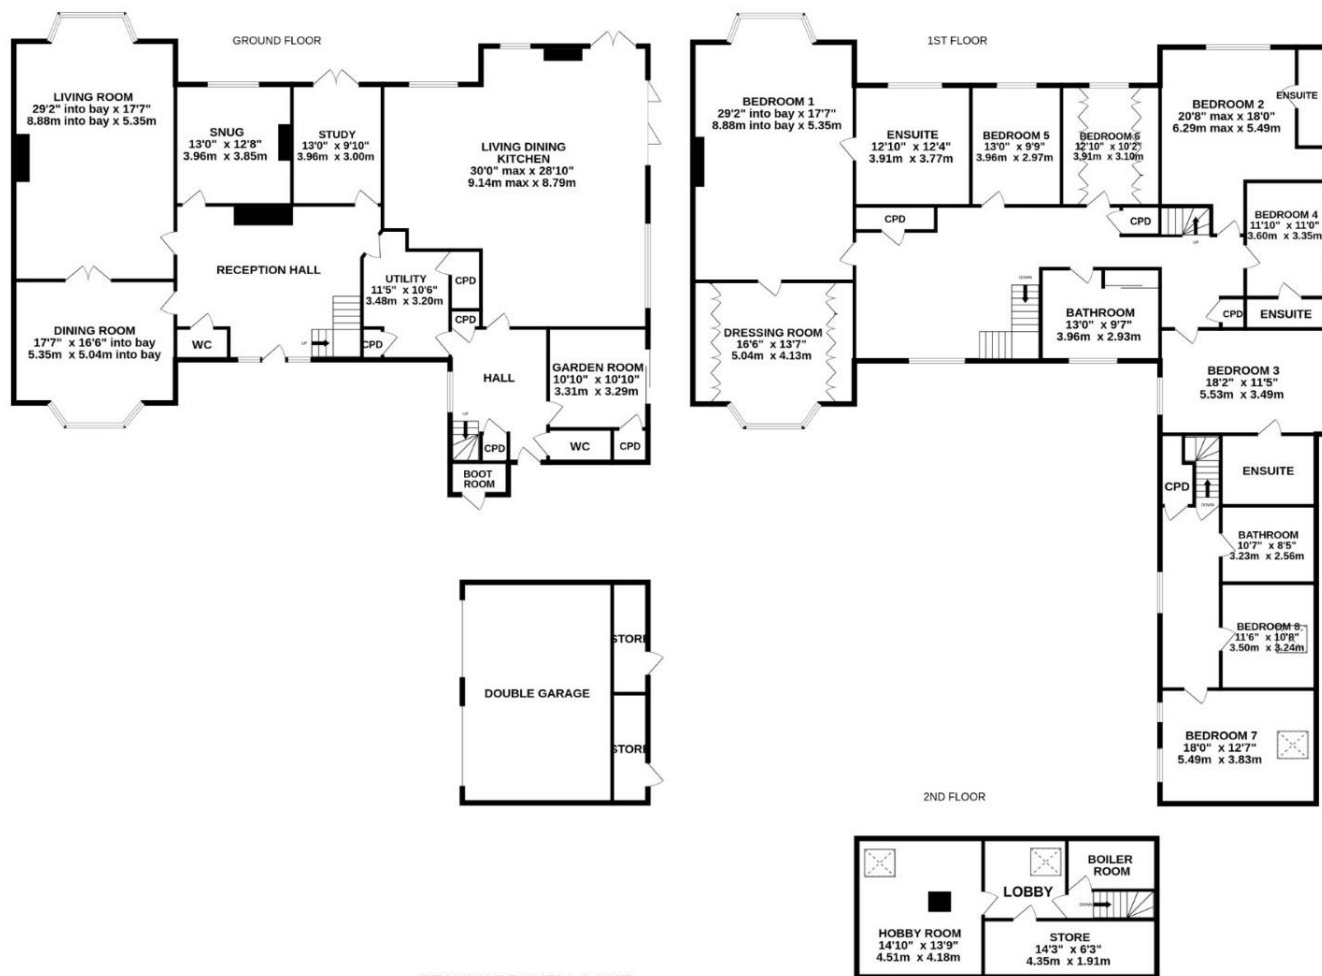 GROUND FLOOR
LIVING ROOM
29'2" into bay x 17'7"
8.88m into bay x 5.35m
SNUG
13'0" x 12'8"
3.96m x 3.85m
STUDY
13'0" x 9'10"
3.96m x 3.00m
LIVING DINING
KITCHEN
30'0" max x 28'10"
9.14m max x 8.79m
RECEPTION HALL
UTILITY
11'5" x 10'6"
3.48m x 3.20m
CPD
CPD
CPD
DINING ROOM
17'7" x 16'6" into bay
5.35m x 5.04m into bay
WC
UP
HALL
GARDEN ROOM
10'10" x 10'10"
3.31m x 3.29m
UP
CPD
WC
CPD
BOOT
ROOM
DOUBLE GARAGE
STORE
STORE
1ST FLOOR
BEDROOM 1
29'2" into bay x 17'7"
8.88m into bay x 5.35m
ENSUITE
12'10" x 12'4"
3.91m x 3.77m
BEDROOM 5
13'0" x 9'9"
3.96m x 2.97m
BEDROOM 6
12'10" x 10'2"
3.91m x 3.10m
BEDROOM 2
20'8" max x 18'0"
6.29m max x 5.49m
ENSUITE
CPD
CPD
UP
BEDROOM 4
11'10" x 11'0"
3.60m x 3.35m
DOWN
DRESSING ROOM
16'6" x 13'7"
5.04m x 4.13m
BATHROOM
13'0" x 9'7"
3.96m x 2.93m
CPD
ENSUITE
BEDROOM 3
18'2" x 11'5"
5.53m x 3.49m
CPD
DOWN
ENSUITE
BATHROOM
10'7" x 8'5"
3.23m x 2.56m
BEDROOM 8
11'6" x 10'8"
3.50m x 3.24m
BEDROOM 7
18'0" x 12'7"
5.49m x 3.83m
2ND FLOOR
HOBBY ROOM
14'10" x 13'9"
4.51m x 4.18m
LOBBY
BOILER
ROOM
DOWN
STORE
14'3" x 6'3"
4.35m x 1.91m